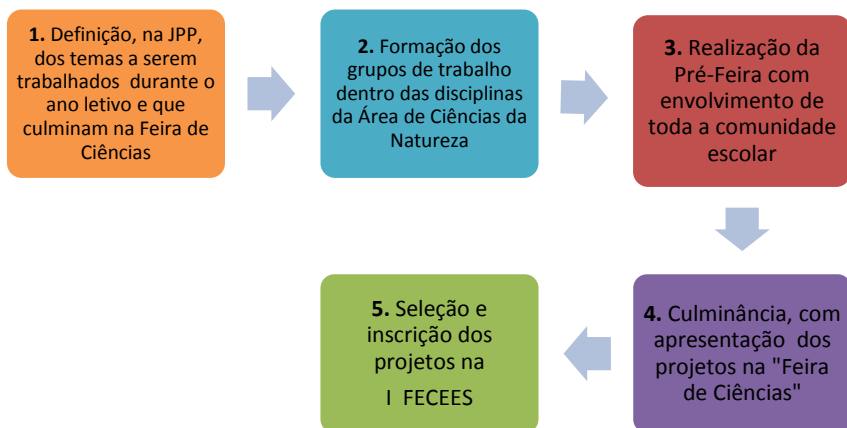 1. Definição, na JPP,
dos temas a serem
trabalhados durante o
ano letivo e que
culminam na Feira de
Ciências
2. Formação dos
grupos de trabalho
dentro das disciplinas
da Área de Ciências da
Natureza
3. Realização da
Pré-Feira com
envolvimento de
toda a comunidade
escolar
4. Culminância, com
apresentação dos
projetos na "Feira
de Ciências"
5. Seleção e
inscrição dos
projetos na
I FECEES